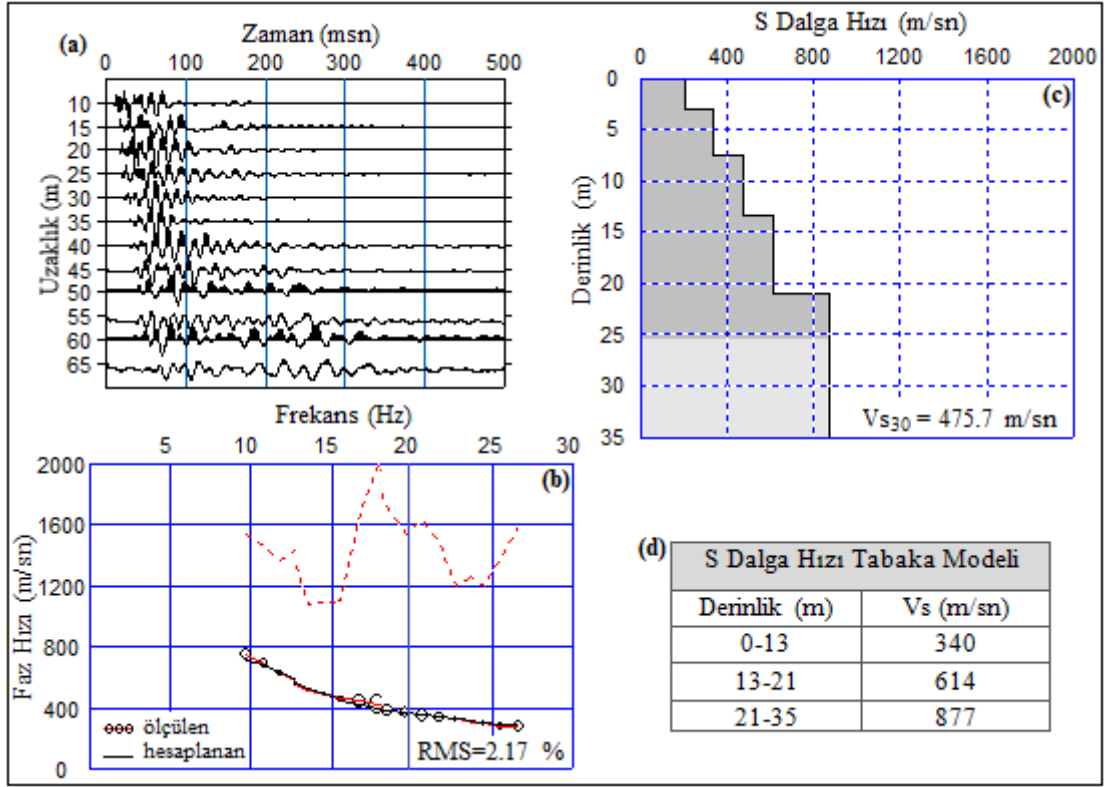 (a)
Zaman (msn)
0 100 200 300 400 500
Uzaklık (m)
10
15
20
25
30
35
40
45
50
55
60
65
S Dalga Hızı (m/sn)
0 400 800 1200 1600 2000
(c)
Derinlik (m)
0
5
10
15
20
25
30
35
Vs30 = 475.7 m/sn
Frekans (Hz)
5 10 15 20 25 30
(b)
Faz Hızı (m/sn)
2000
1600
1200
800
400
0
ölçülen
hesaplanan
RMS=2.17 %
(d)
S Dalga Hızı Tabaka Modeli
Derinlik (m) Vs (m/sn)
0-13 340
13-21 614
21-35 877